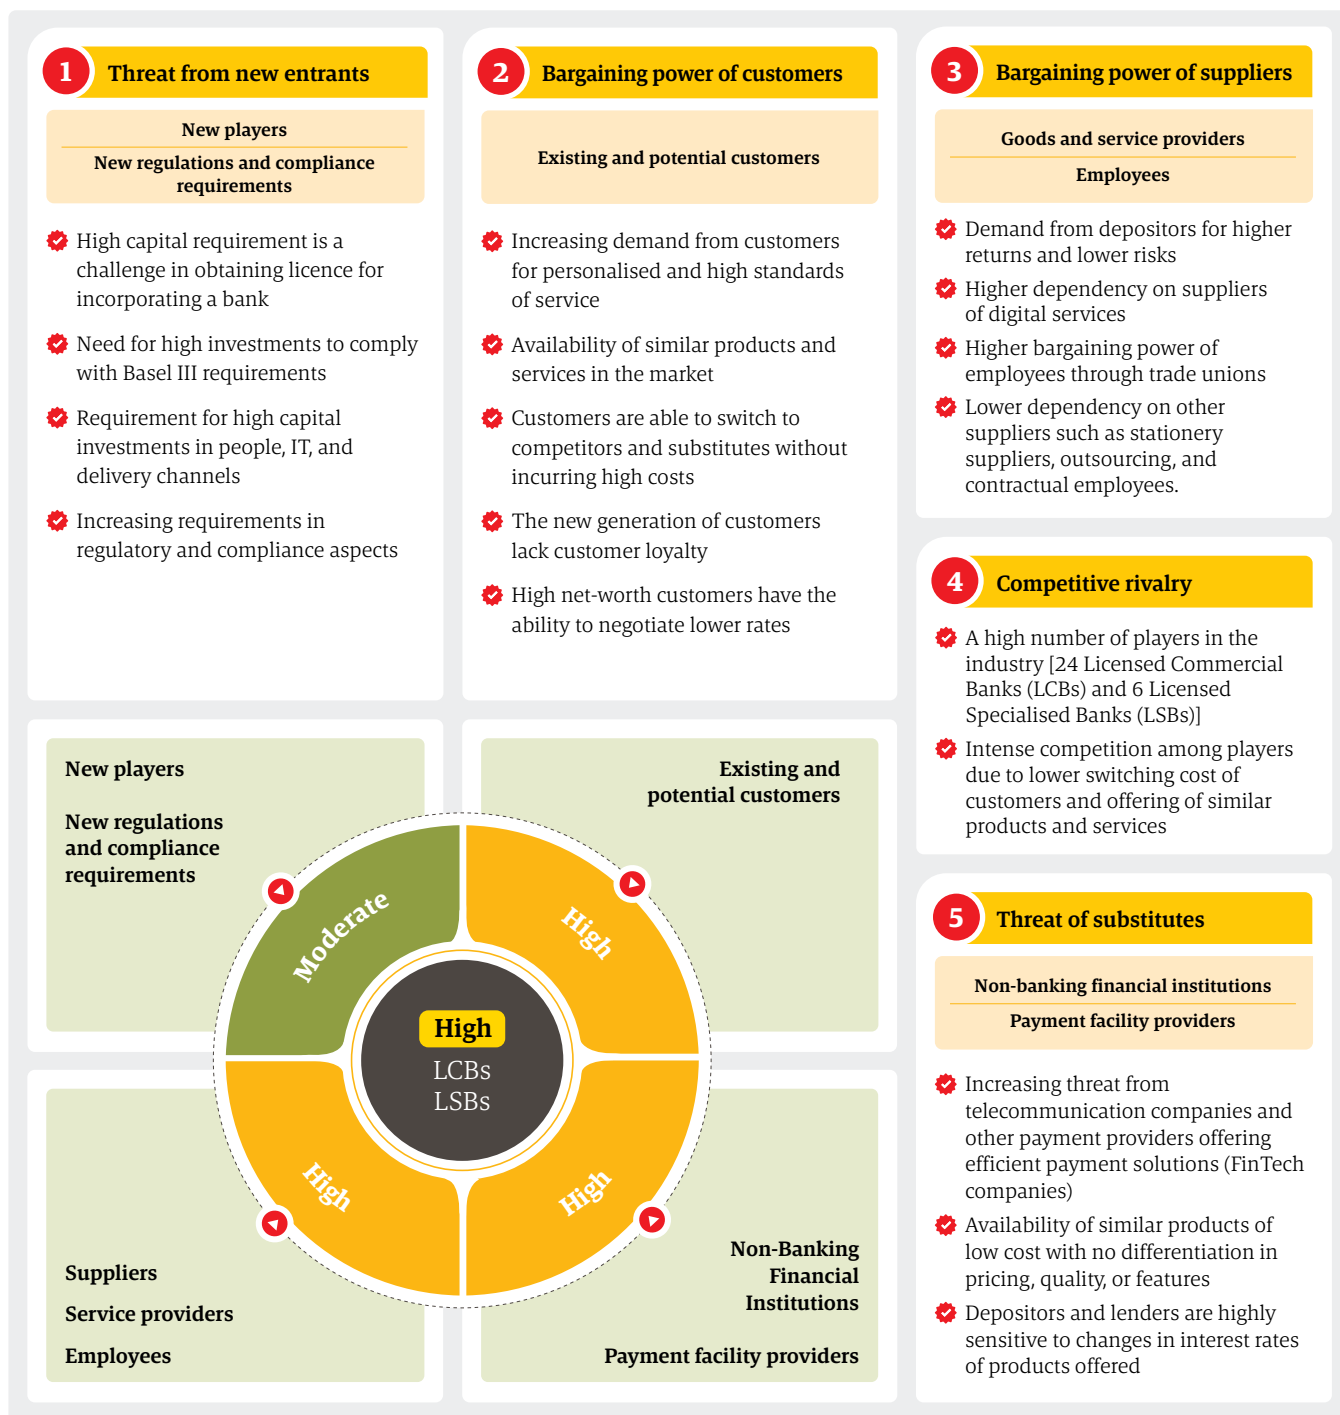 1 Threat from new entrants
New players
New regulations and compliance
requirements
High capital requirement is a
challenge in obtaining licence for
incorporating a bank
Need for high investments to comply
with Basel III requirements
Requirement for high capital
investments in people, IT, and
delivery channels
Increasing requirements in
regulatory and compliance aspects
2 Bargaining power of customers
Existing and potential customers
Increasing demand from customers
for personalised and high standards
of service
Availability of similar products and
services in the market
Customers are able to switch to
competitors and substitutes without
incurring high costs
The new generation of customers
lack customer loyalty
High net-worth customers have the
ability to negotiate lower rates
3 Bargaining power of suppliers
Goods and service providers
Employees
Demand from depositors for higher
returns and lower risks
Higher dependency on suppliers
of digital services
Higher bargaining power of
employees through trade unions
Lower dependency on other
suppliers such as stationery
suppliers, outsourcing, and
contractual employees.
4 Competitive rivalry
A high number of players in the
industry [24 Licensed Commercial
Banks (LCBs) and 6 Licensed
Specialised Banks (LSBs)]
Intense competition among players
due to lower switching cost of
customers and offering of similar
products and services
5 Threat of substitutes
Non-banking financial institutions
Payment facility providers
Increasing threat from
telecommunication companies and
other payment providers offering
efficient payment solutions (FinTech
companies)
Availability of similar products of
low cost with no differentiation in
pricing, quality, or features
Depositors and lenders are highly
sensitive to changes in interest rates
of products offered
New players
New regulations
and compliance
requirements
Existing and
potential customers
Moderate
High
High
LCBs
LSBs
High
High
Suppliers
Service providers
Employees
Non-Banking
Financial
Institutions
Payment facility providers